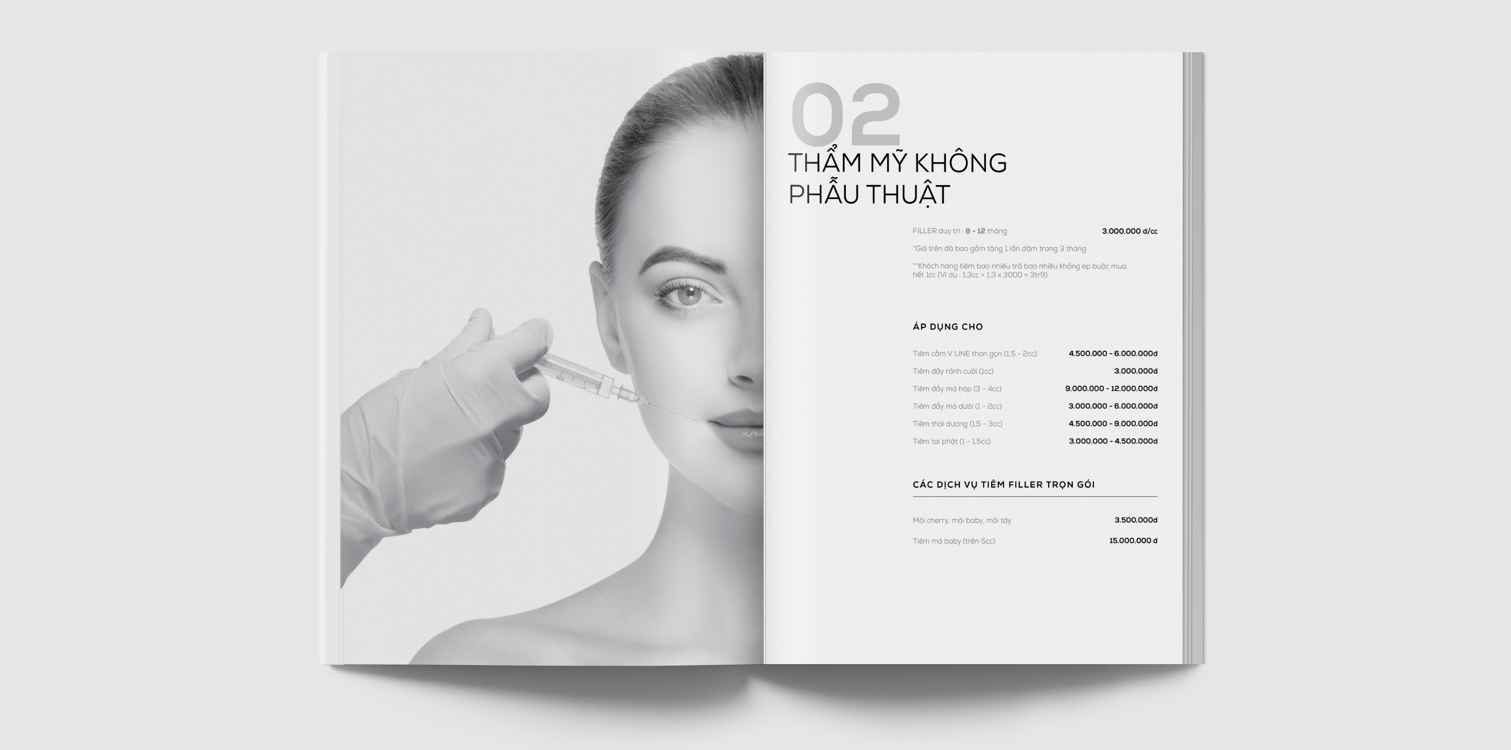 02
THẨM MỸ KHÔNG
PHẪU THUẬT
FILLER duy trì : 8 - 12 tháng 3.000.000 đ/cc
*Giá trên đã bao gồm tặng 1 lần dặm trong 3 tháng
**Khách hàng tiêm bao nhiêu trả bao nhiêu không ép buộc mua
hết 1cc (Ví dụ : 1,3cc = 1,3 x 3000 = 3tr9)
ÁP DỤNG CHO
Tiêm cằm V LINE thon gọn (1,5 - 2cc) 4.500.000 - 6.000.000đ
Tiêm đầy rãnh cười (1cc) 3.000.000đ
Tiêm đầy má hóp (3 - 4cc) 9.000.000 - 12.000.000đ
Tiêm đầy má dưới (1 - 2cc) 3.000.000 - 6.000.000đ
Tiêm thái dương (1,5 - 3cc) 4.500.000 - 9.000.000đ
Tiêm tai phật (1 - 1,5cc) 3.000.000 - 4.500.000đ
CÁC DỊCH VỤ TIÊM FILLER TRỌN GÓI
Môi cherry, môi baby, môi tây 3.500.000đ
Tiêm má baby (trên 5cc) 15.000.000 đ